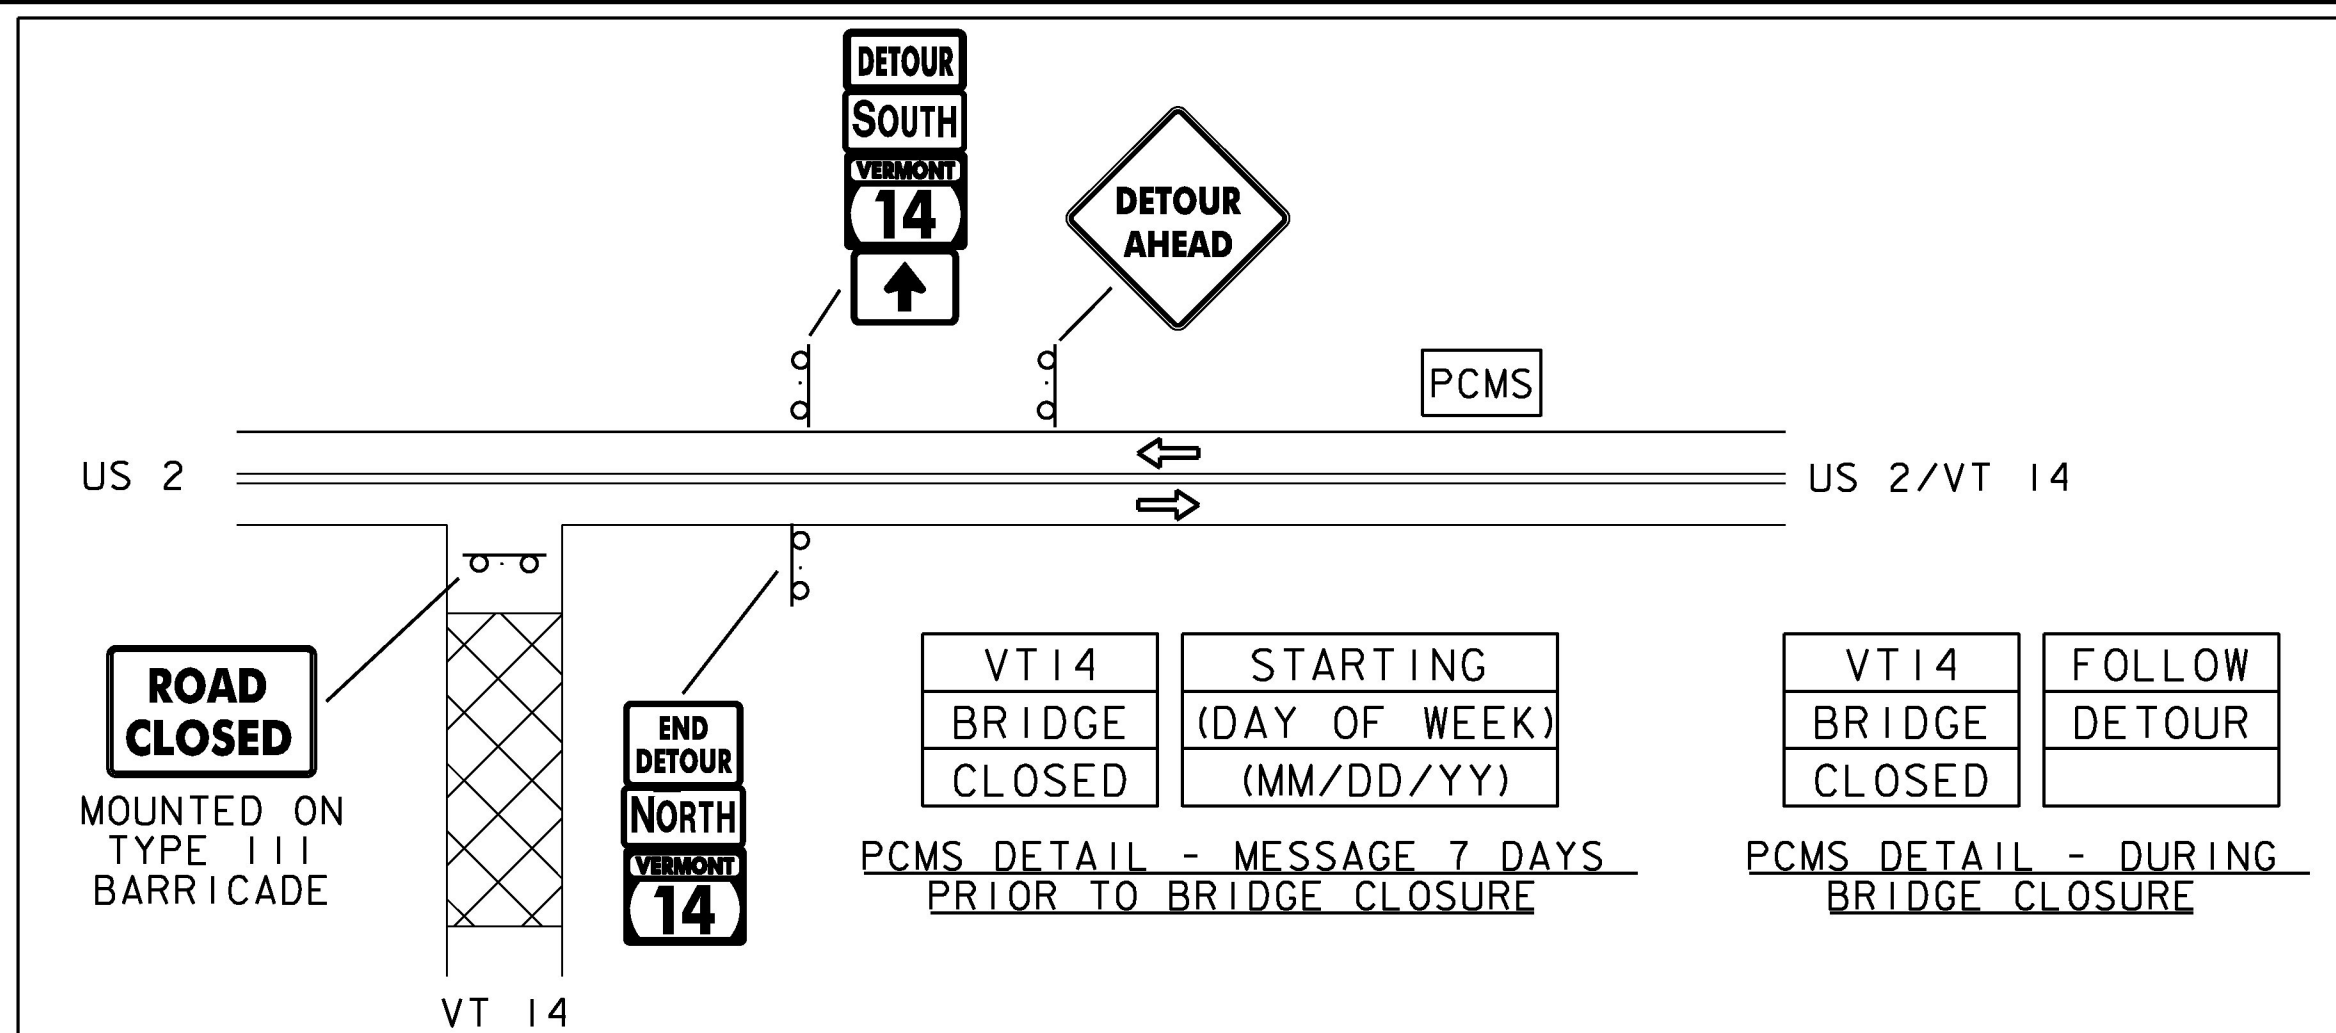 DETOUR
SOUTH
VERMONT
14
DETOUR
AHEAD
PCMS
US 2
US 2/VT 14
ROAD
CLOSED
MOUNTED ON
TYPE III
BARRICADE
END
DETOUR
NORTH
VERMONT
14
VT 14
VT14
BRIDGE
CLOSED
STARTING
(DAY OF WEEK)
(MM/DD/YY)
PCMS DETAIL - MESSAGE 7 DAYS
PRIOR TO BRIDGE CLOSURE
VT14
BRIDGE
CLOSED
FOLLOW
DETOUR
PCMS DETAIL - DURING
BRIDGE CLOSURE